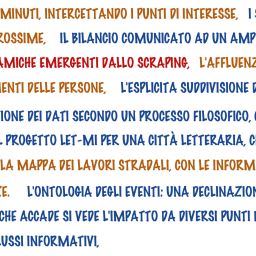 MINUTI, INTERCETTANDO I PUNTI DI INTERESSE, I
ROSSIME, IL BILANCIO COMUNICATO AD UN AMP
AMICHE EMERGENTI DALLO SCRAPING, L'AFFLUENZ
ENTI DELLE PERSONE, L'ESPLICITA SUDDIVISIONE D
IONE DEI DATI SECONDO UN PROCESSO FILOSOFICO,
L PROGETTO LET-MI PER UNA CITTÀ LETTERARIA, C
LA MAPPA DEI LAVORI STRADALI, CON LE INFORM
E. L'ONTOLOGIA DEGLI EVENTI: UNA DECLINAZION
CHE ACCADE SI VEDE L'IMPATTO DA DIVERSI PUNTI
USSI INFORMATIVI,